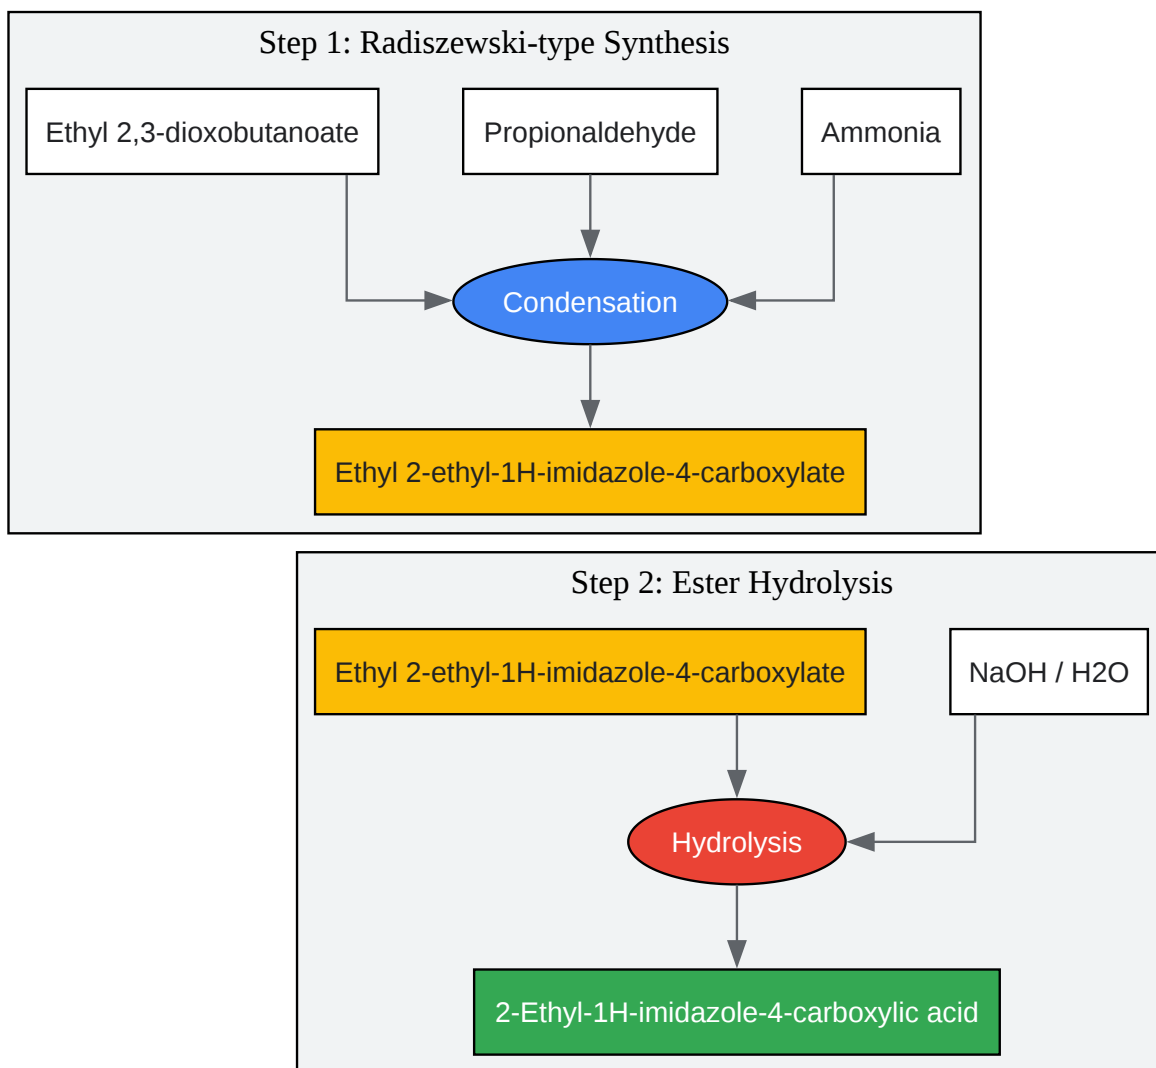 Step 1: Radiszewski-type Synthesis
Ethyl 2,3-dioxobutanoate
Propionaldehyde
Ammonia
Condensation
Ethyl 2-ethyl-1H-imidazole-4-carboxylate
Step 2: Ester Hydrolysis
Ethyl 2-ethyl-1H-imidazole-4-carboxylate
NaOH / H2O
Hydrolysis
2-Ethyl-1H-imidazole-4-carboxylic acid